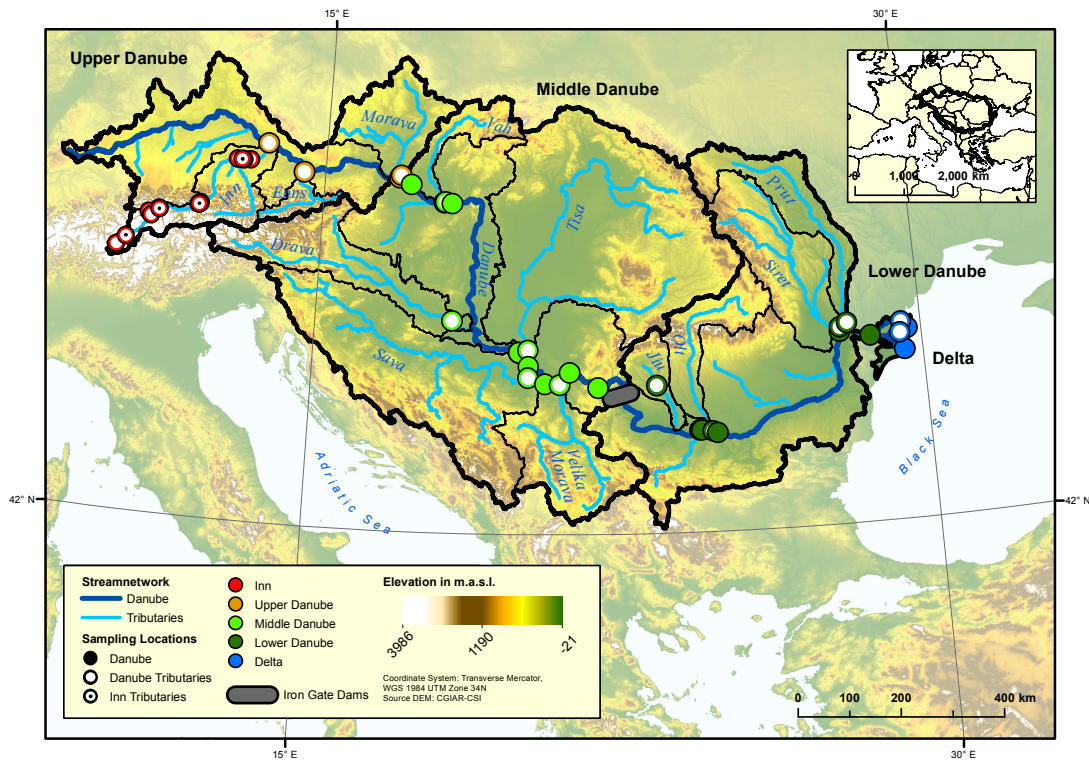 15° E
30° E
Upper Danube
Middle Danube
Morava
Vah
0
1,000
2,000 km
Inn
Enns
Prut
Tisa
Drava
Danube
Siret
Lower Danube
Sava
Jiu
Olt
Delta
Velika
Morava
Black Sea
Adriatic Sea
42° N
42° N
Streamnetwork
Danube
Tributaries
Sampling Locations
Danube
Danube Tributaries
Inn Tributaries
Inn
Upper Danube
Middle Danube
Lower Danube
Delta
Iron Gate Dams
Elevation in m.a.s.l.
3986
1190
-21
Coordinate System: Transverse Mercator,
WGS 1984 UTM Zone 34N
Source DEM: CGIAR-CSI
0 100 200 400 km
15° E
30° E